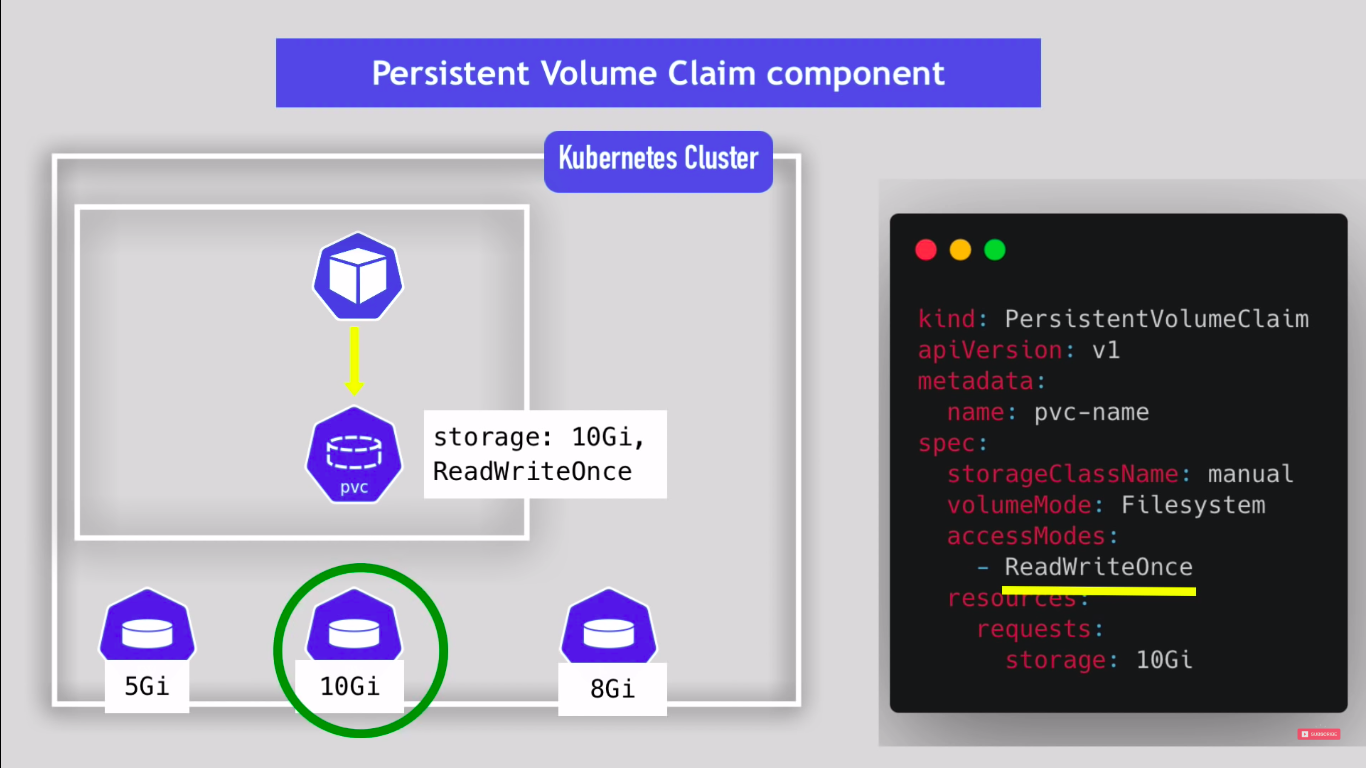 Persistent Volume Claim component
Kubernetes Cluster
pvc
storage: 10Gi,
ReadWriteOnce
5Gi
10Gi
8Gi
kind: PersistentVolumeClaim
apiVersion: v1
metadata:
  name: pvc-name
spec:
  storageClassName: manual
  volumeMode: Filesystem
  accessModes:
    - ReadWriteOnce
  resources:
    requests:
      storage: 10Gi
SUBSCRIBE